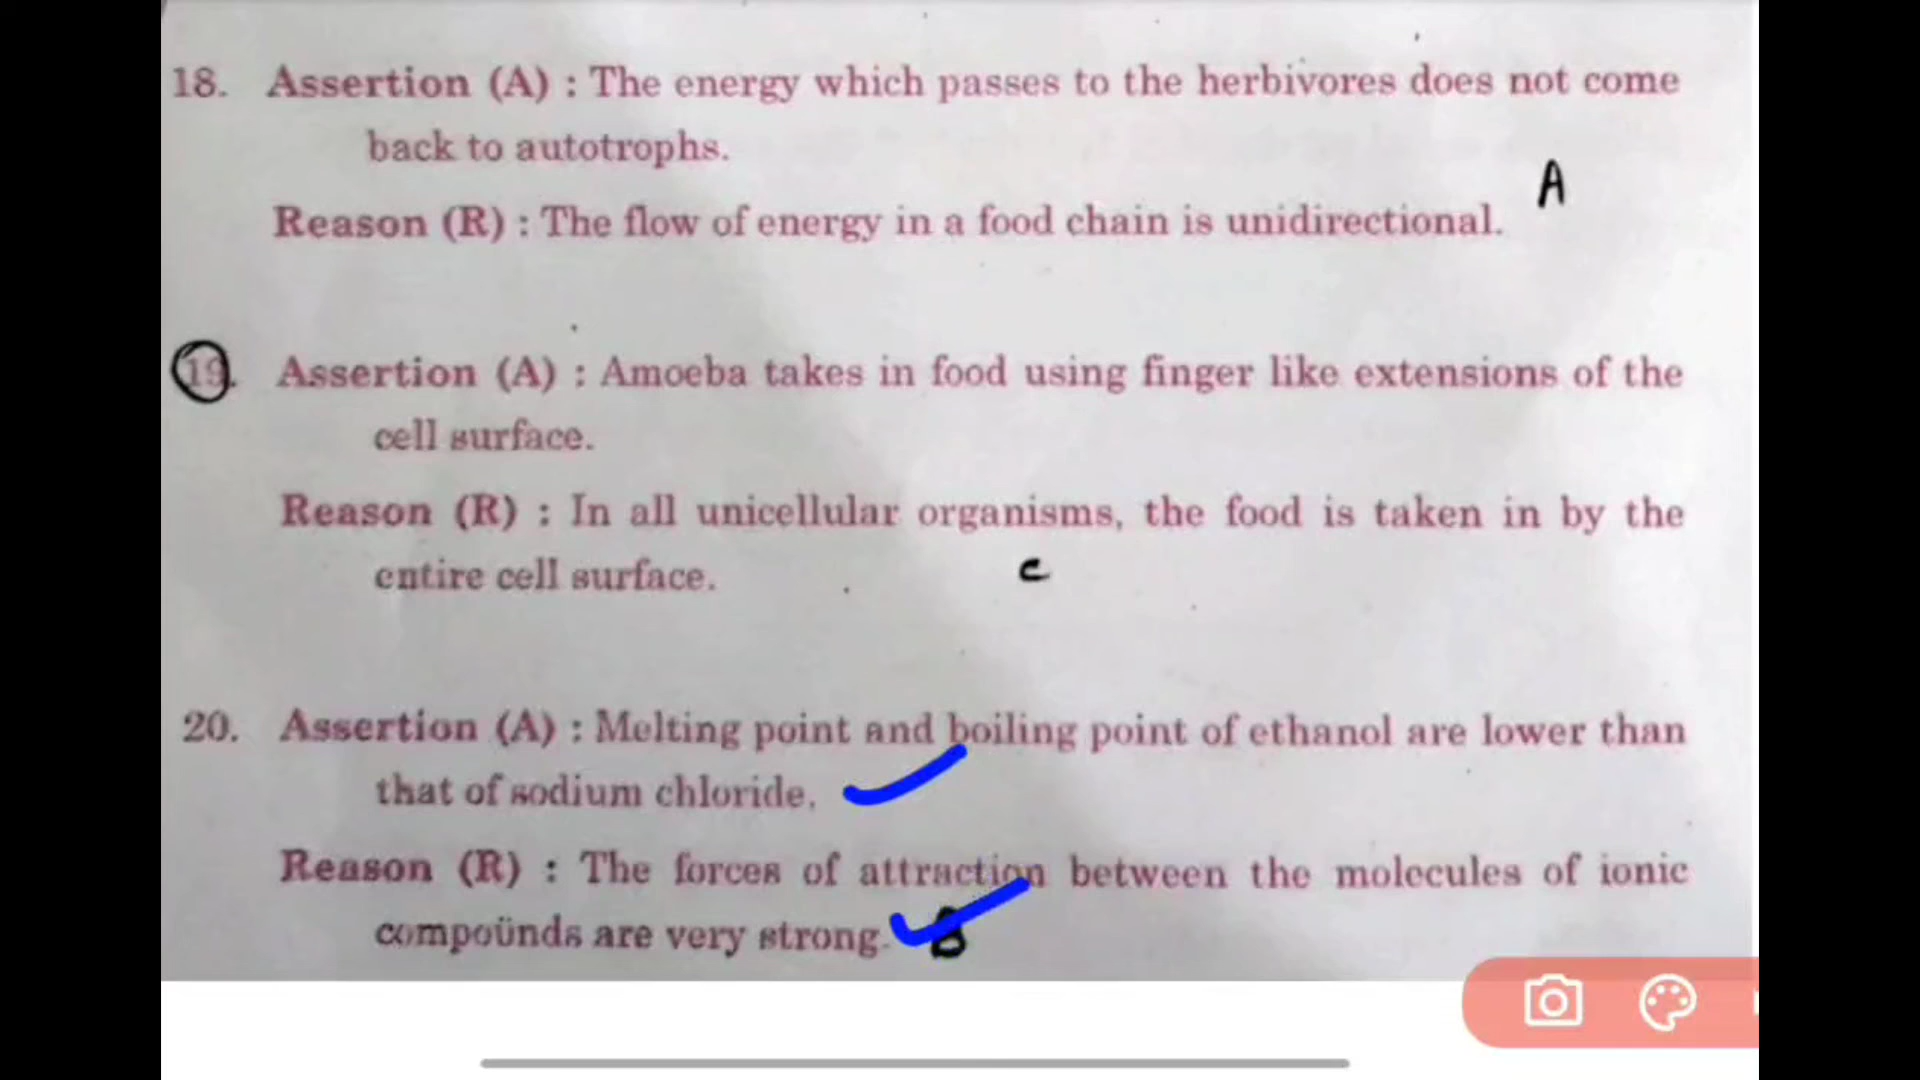 18. Assertion (A) : The energy which passes to the herbivores does not come
back to autotrophs.
A
Reason (R) : The flow of energy in a food chain is unidirectional.
19. Assertion (A) : Amoeba takes in food using finger like extensions of the
cell surface.
Reason (R) : In all unicellular organisms, the food is taken in by the
entire cell surface.
c
20. Assertion (A) : Melting point and boiling point of ethanol are lower than
that of sodium chloride.
Reason (R) : The forces of attraction between the molecules of ionic
compounds are very strong. B